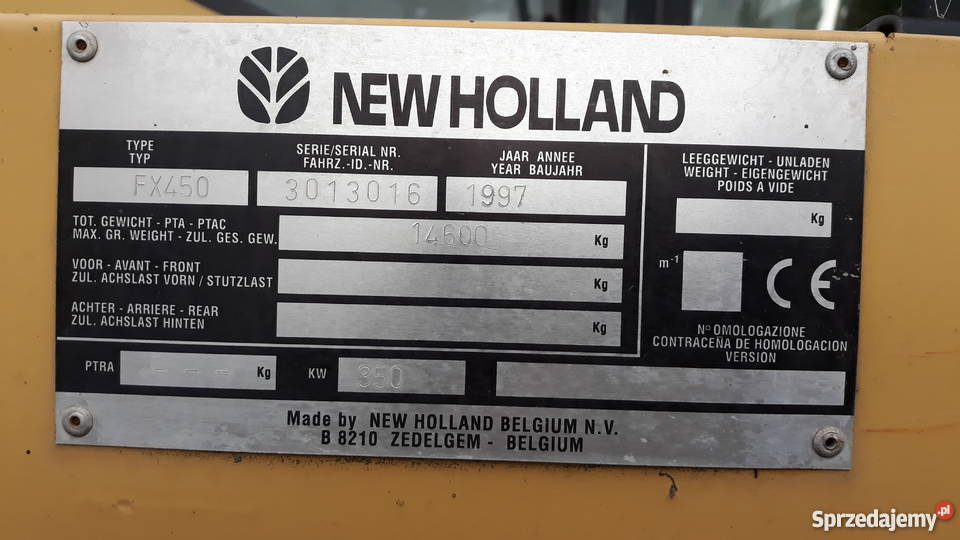 NEW HOLLAND
TYPE
TYP
FX450
SERIE/SERIAL NR.
FAHRZ.-ID.-NR.
3013016
JAAR ANNEE
YEAR BAUJAHR
1997
LEEGGEWICHT - UNLADEN
WEIGHT - EIGENGEWICHT
POIDS A VIDE
Kg
TOT. GEWICHT - PTA - PTAC
MAX. GR. WEIGHT - ZUL. GES. GEW.
14600 Kg
VOOR - AVANT - FRONT
ZUL. ACHSLAST VORN / STUTZLAST
Kg
m-1
CE
ACHTER - ARRIERE - REAR
ZUL. ACHSLAST HINTEN
Kg
Nº OMOLOGAZIONE
CONTRACEÑA DE HOMOLOGACION
VERSION
PTRA - - - Kg
KW 350
Made by NEW HOLLAND BELGIUM N.V.
B 8210 ZEDELGEM - BELGIUM
Sprzedajemy.pl